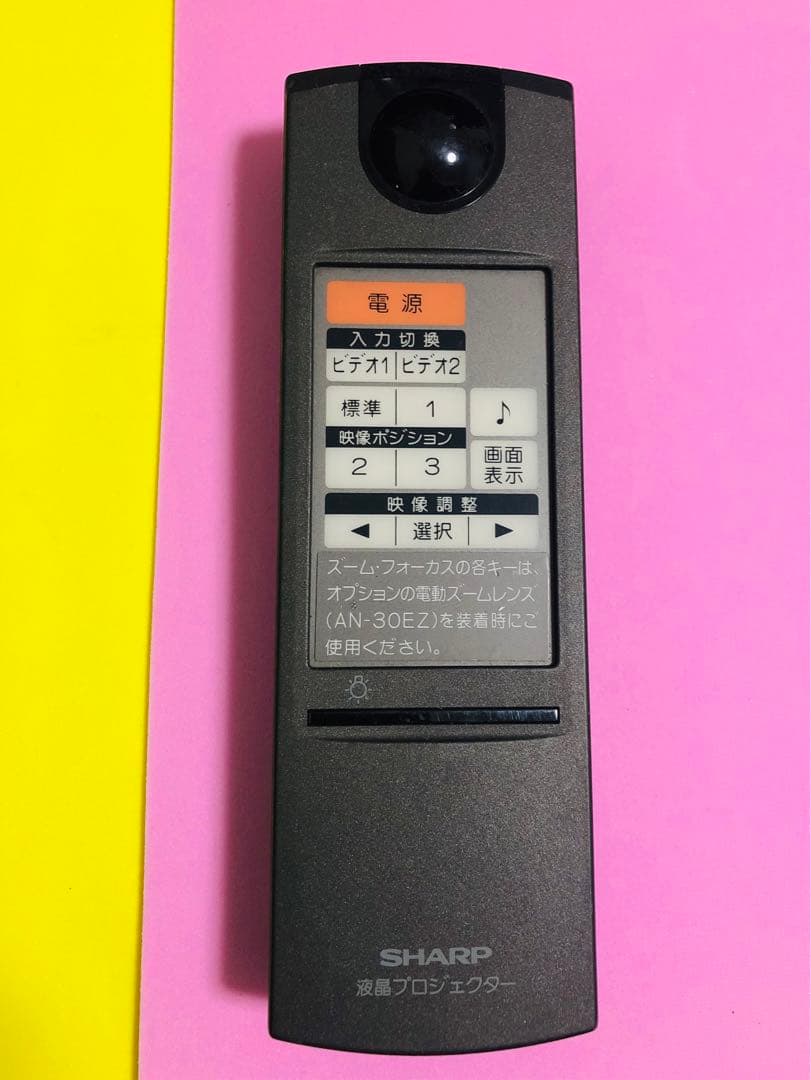 電源
入力切換
ビデオ1 ビデオ2
標準 1 ♪
映像ポジション
2 3 画面
表示
映像調整
◀ 選択 ▶
ズーム・フォーカスの各キーは、
オプションの電動ズームレンズ
(AN-30EZ)を装着時にご
使用ください。
SHARP
液晶プロジェクター